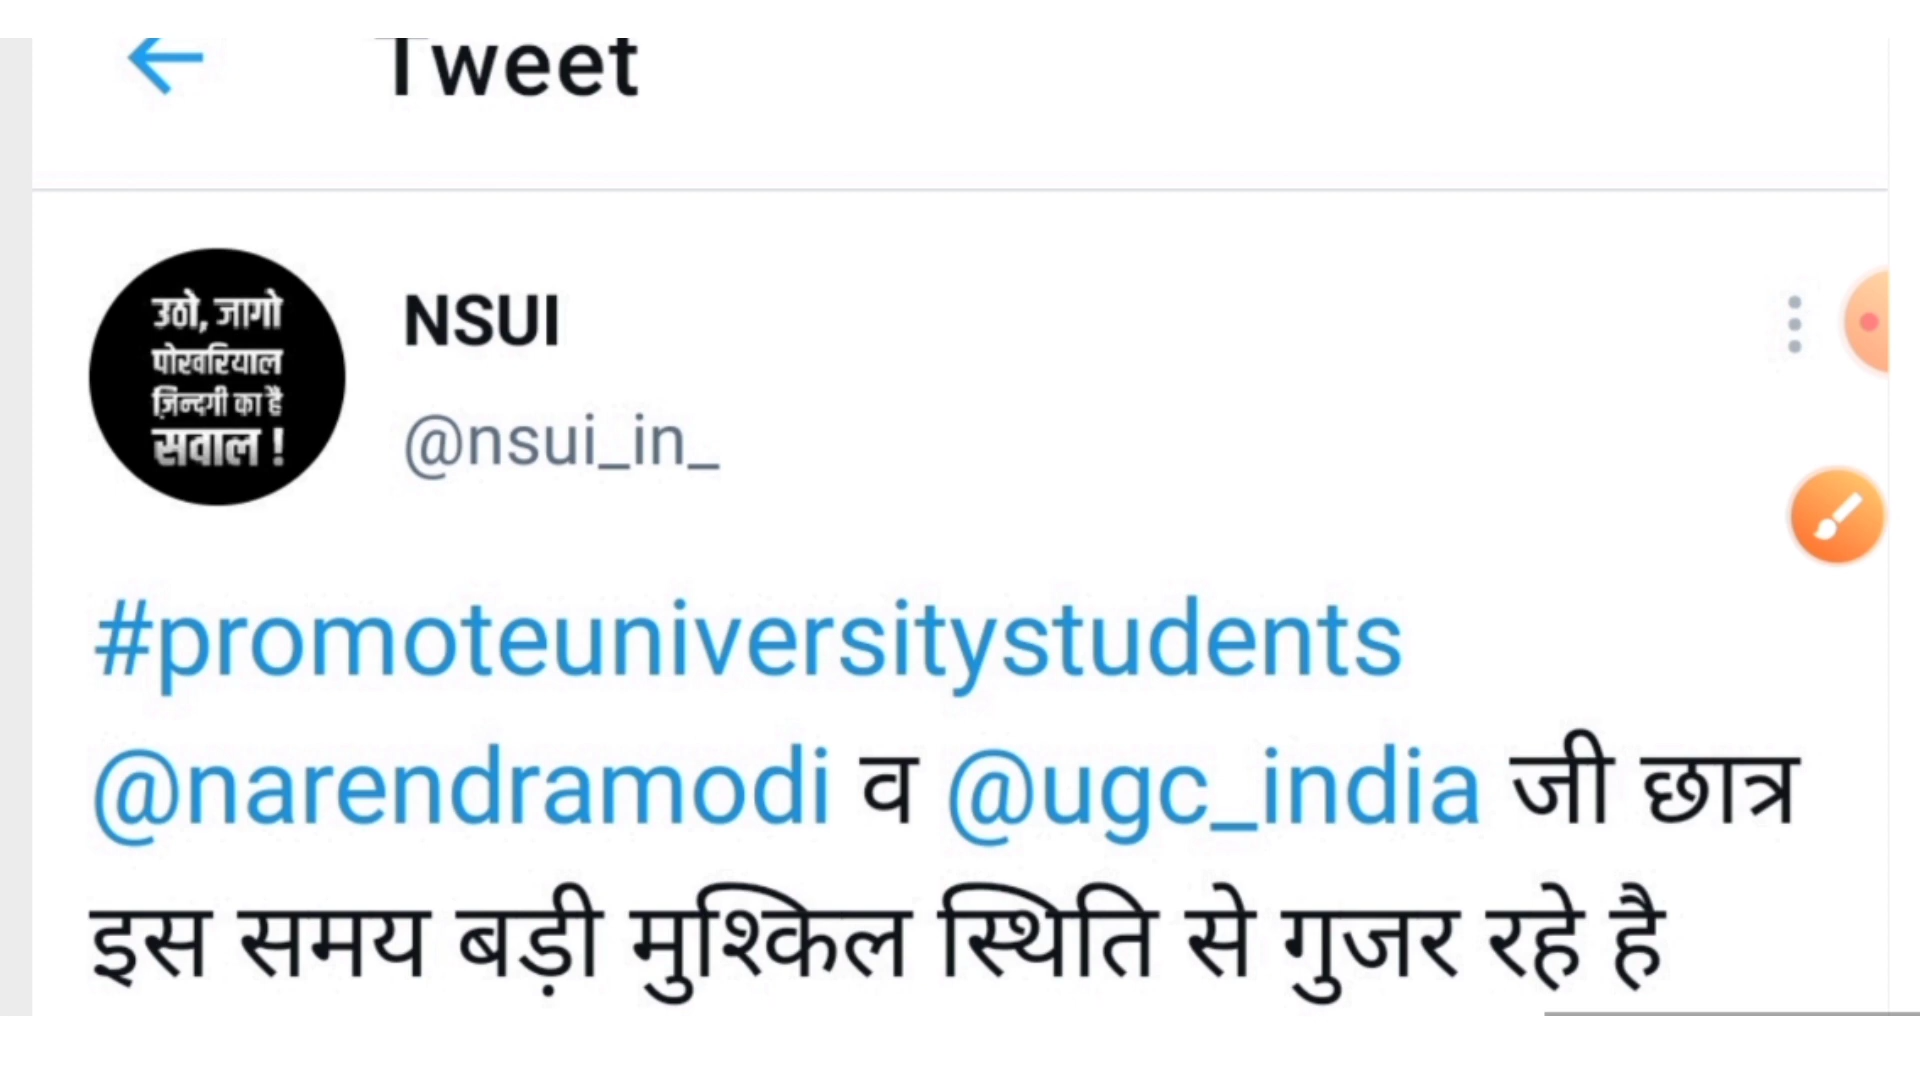 Tweet
उठो, जागो
पोखरियाल
ज़िन्दगी का है
सवाल !
NSUI
@nsui_in_
#promoteuniversitystudents
@narendramodi व @ugc_india जी छात्र
इस समय बड़ी मुश्किल स्थिति से गुजर रहे है